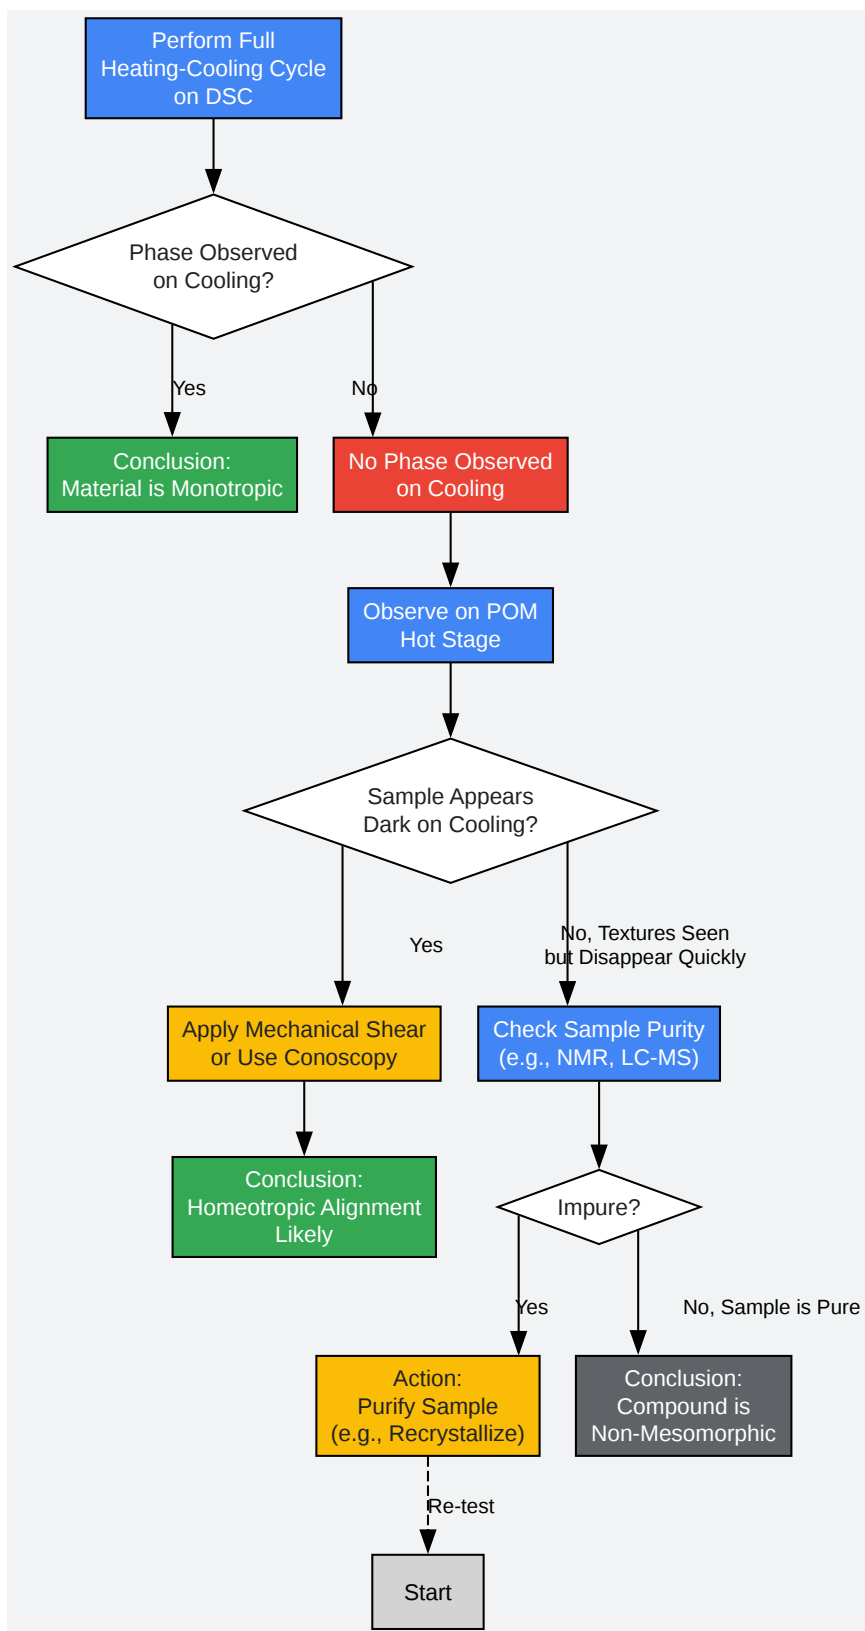 Perform Full
Heating-Cooling Cycle
on DSC
Phase Observed
on Cooling?
Yes
No
Conclusion:
Material is Monotropic
No Phase Observed
on Cooling
Observe on POM
Hot Stage
Sample Appears
Dark on Cooling?
Yes
No, Textures Seen
but Disappear Quickly
Apply Mechanical Shear
or Use Conoscopy
Check Sample Purity
(e.g., NMR, LC-MS)
Conclusion:
Homeotropic Alignment
Likely
Impure?
Yes
No, Sample is Pure
Action:
Purify Sample
(e.g., Recrystallize)
Conclusion:
Compound is
Non-Mesomorphic
Re-test
Start